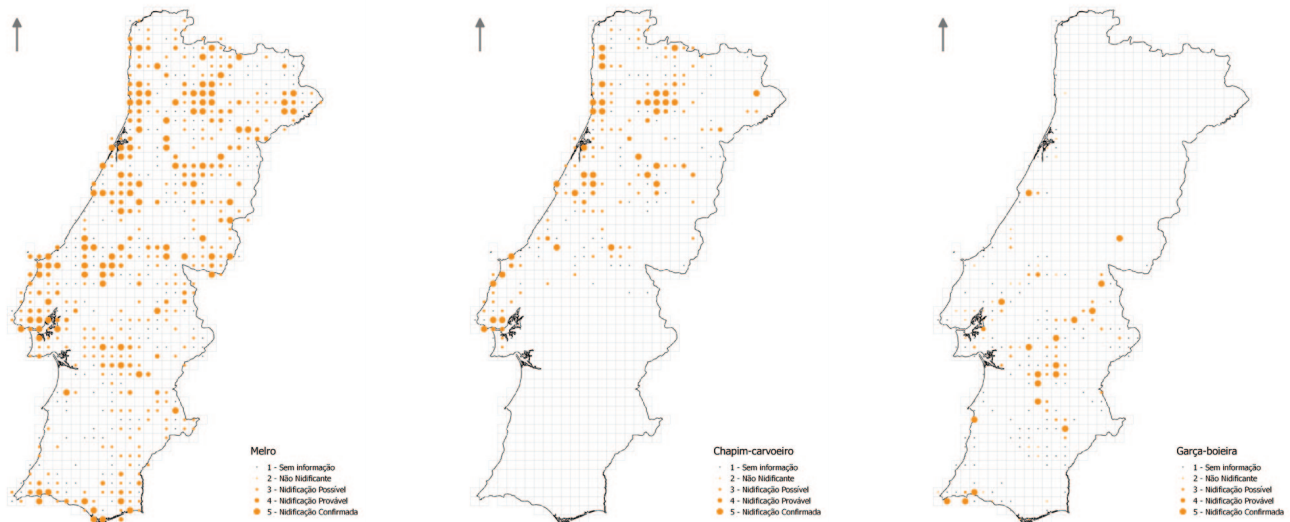 Melro
1 - Sem informação
2 - Não Nidificante
3 - Nidificação Possível
4 - Nidificação Provável
5 - Nidificação Confirmada
Chapim-carvoeiro
1 - Sem informação
2 - Não Nidificante
3 - Nidificação Possível
4 - Nidificação Provável
5 - Nidificação Confirmada
Garça-boieira
1 - Sem informação
2 - Não Nidificante
3 - Nidificação Possível
4 - Nidificação Provável
5 - Nidificação Confirmada